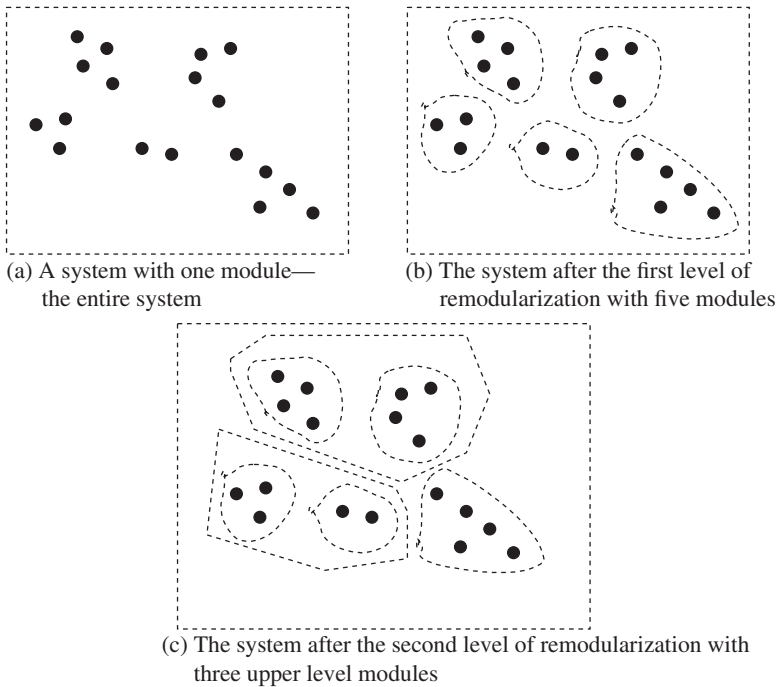 (a) A system with one module—
the entire system
(b) The system after the first level of
remodularization with five modules
(c) The system after the second level of remodularization with
three upper level modules